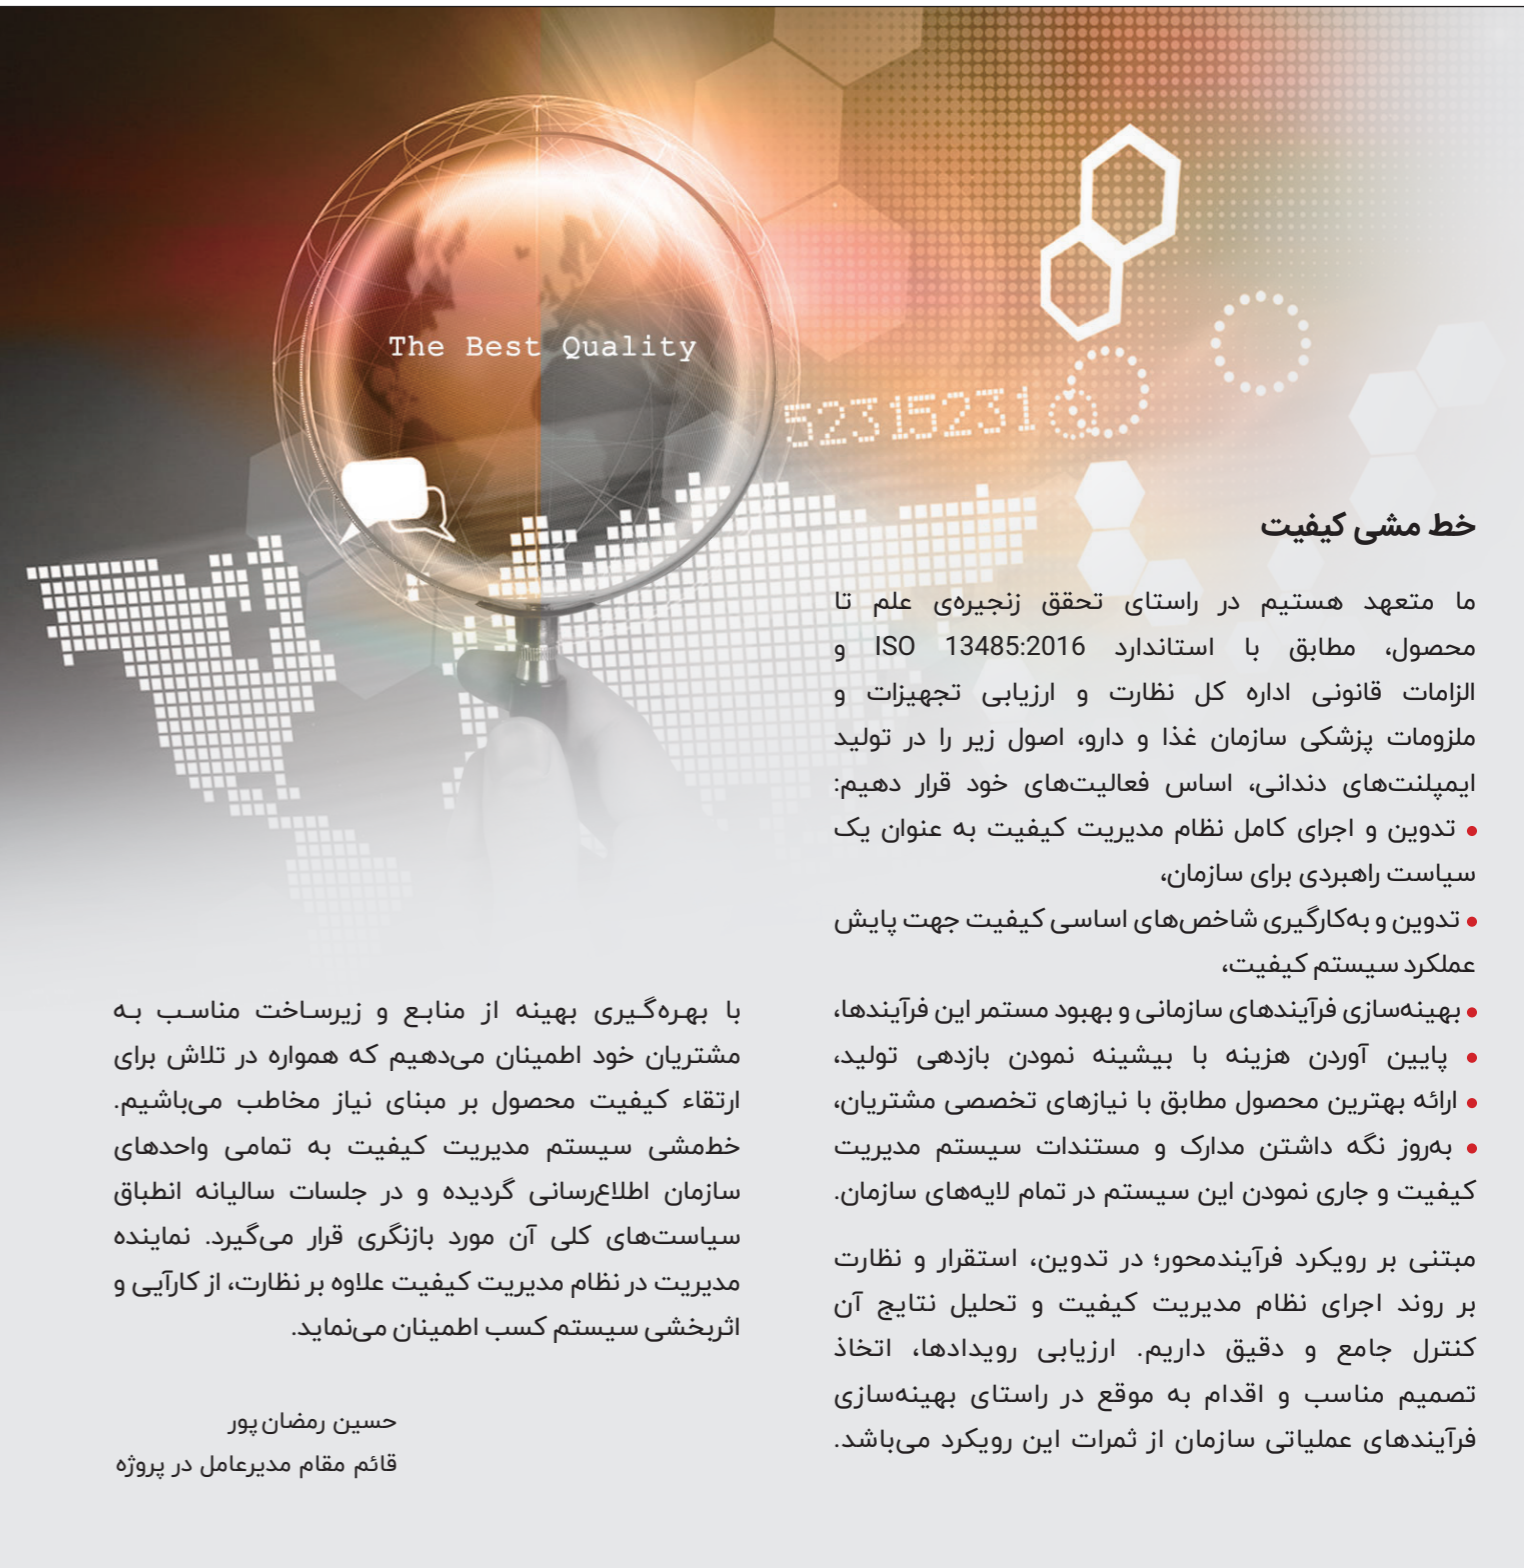 The Best Quality
52315231
خط مشی کیفیت
ما متعهد هستیم در راستای تحقق زنجیره‌ی علم تا
محصول، مطابق با استاندارد ISO 13485:2016 و
الزامات قانونی اداره کل نظارت و ارزیابی تجهیزات و
ملزومات پزشکی سازمان غذا و دارو، اصول زیر را در تولید
ایمپلنت‌های دندانی، اساس فعالیت‌های خود قرار دهیم:
• تدوین و اجرای کامل نظام مدیریت کیفیت به عنوان یک
سیاست راهبردی برای سازمان،
• تدوین و به‌کارگیری شاخص‌های اساسی کیفیت جهت پایش
عملکرد سیستم کیفیت،
• بهینه‌سازی فرآیندهای سازمانی و بهبود مستمر این فرآیندها،
• پایین آوردن هزینه با بیشینه نمودن بازدهی تولید،
• ارائه بهترین محصول مطابق با نیازهای تخصصی مشتریان،
• به‌روز نگه داشتن مدارک و مستندات سیستم مدیریت
کیفیت و جاری نمودن این سیستم در تمام لایه‌های سازمان.
مبتنی بر رویکرد فرآیندمحور؛ در تدوین، استقرار و نظارت
بر روند اجرای نظام مدیریت کیفیت و تحلیل نتایج آن
کنترل جامع و دقیق داریم. ارزیابی رویدادها، اتخاذ
تصمیم مناسب و اقدام به موقع در راستای بهینه‌سازی
فرآیندهای عملیاتی سازمان از ثمرات این رویکرد می‌باشد.
با بهره‌گیری بهینه از منابع و زیرساخت مناسب به
مشتریان خود اطمینان می‌دهیم که همواره در تلاش برای
ارتقاء کیفیت محصول بر مبنای نیاز مخاطب می‌باشیم.
خط‌مشی سیستم مدیریت کیفیت به تمامی واحدهای
سازمان اطلاع‌رسانی گردیده و در جلسات سالیانه انطباق
سیاست‌های کلی آن مورد بازنگری قرار می‌گیرد. نماینده
مدیریت در نظام مدیریت کیفیت علاوه بر نظارت، از کارآیی و
اثربخشی سیستم کسب اطمینان می‌نماید.
حسین رمضان‌پور
قائم مقام مدیرعامل در پروژه